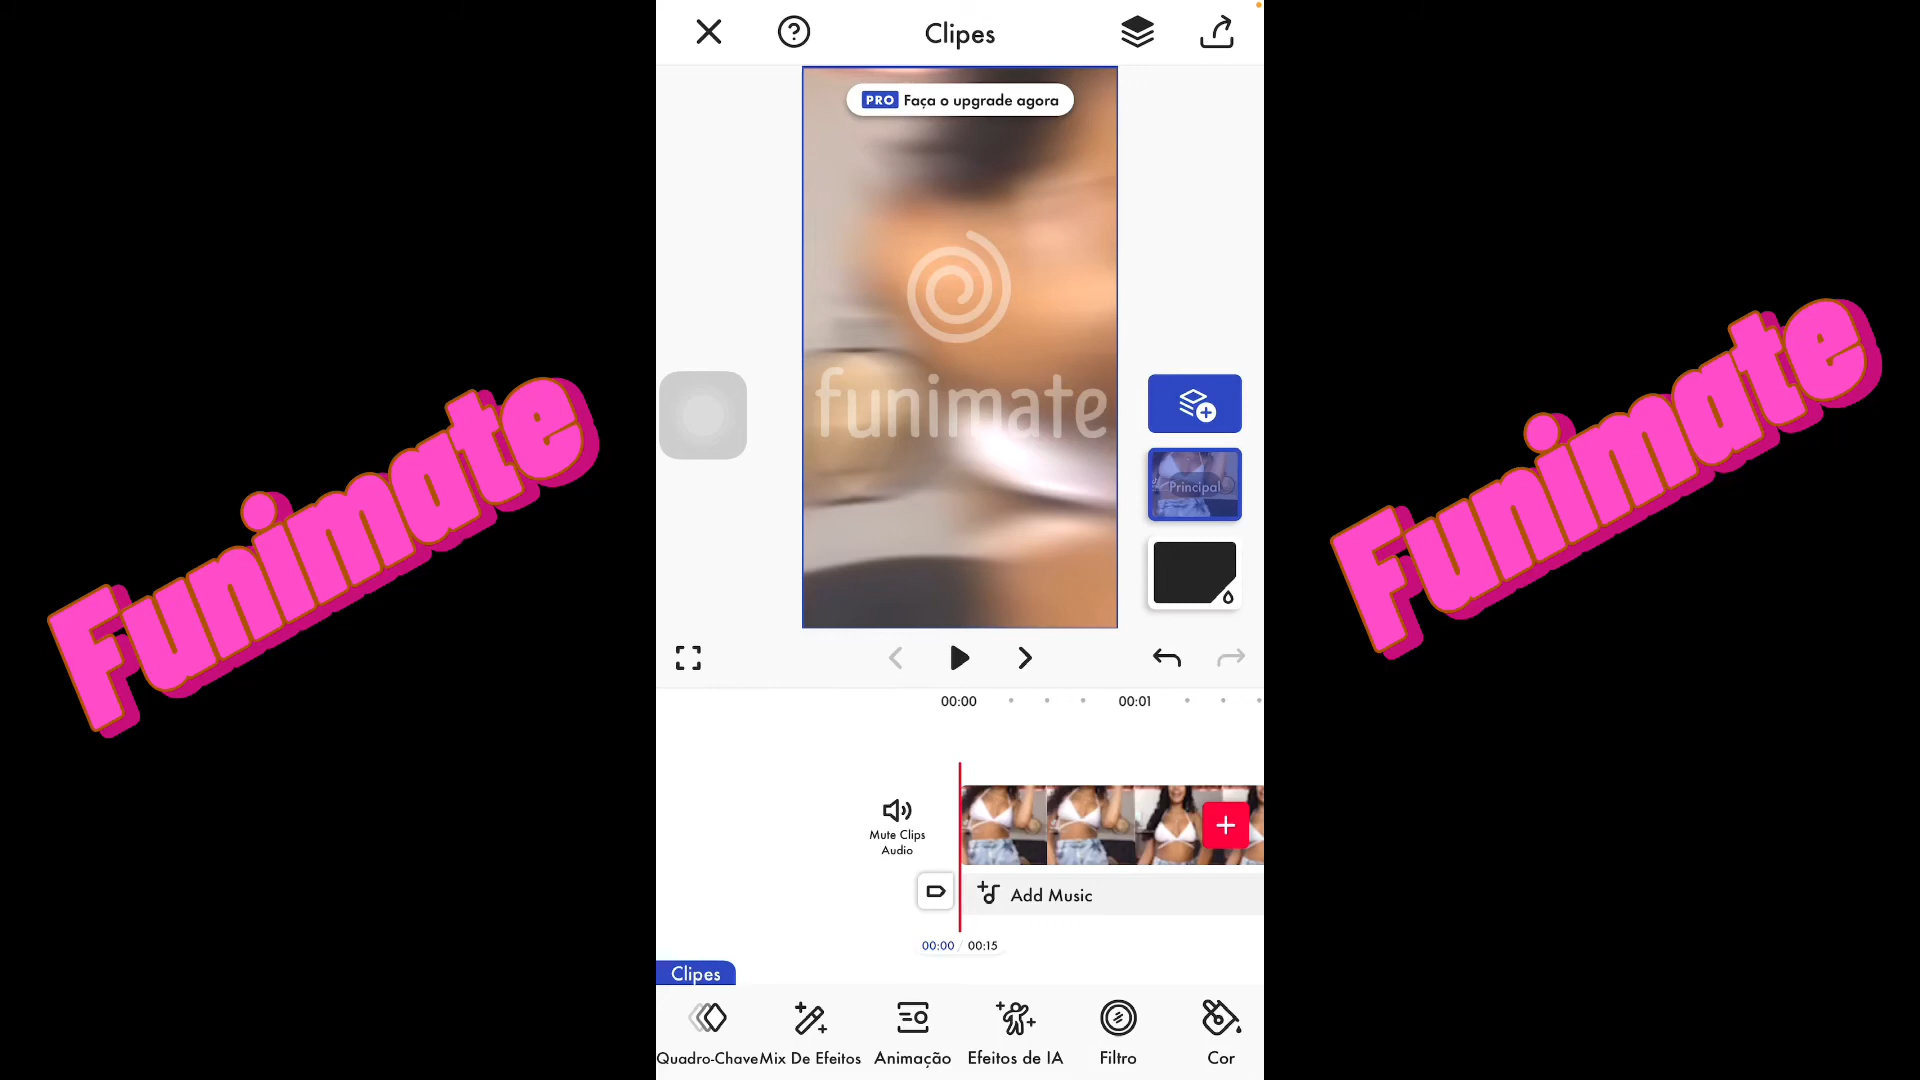 Clipes
PRO Faça o upgrade agora
funimate
Funimate
Funimate
Principal
00:00
00:01
Mute Clips
Audio
Add Music
00:00 / 00:15
Clipes
Quadro-Chave
Mix De Efeitos
Animação
Efeitos de IA
Filtro
Cor